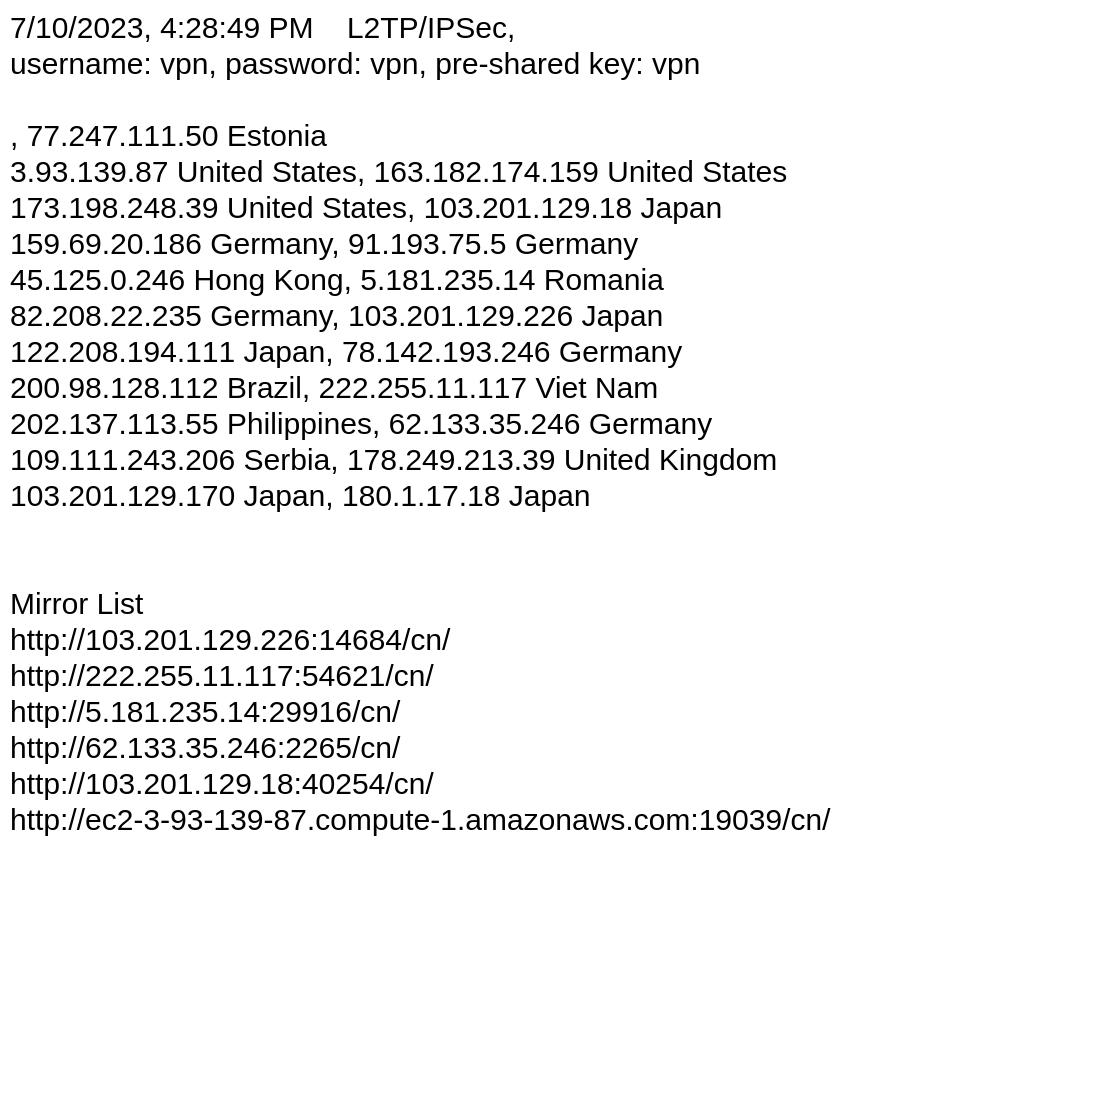 7/10/2023, 4:28:49 PM    L2TP/IPSec,
username: vpn, password: vpn, pre-shared key: vpn
, 77.247.111.50 Estonia
3.93.139.87 United States, 163.182.174.159 United States
173.198.248.39 United States, 103.201.129.18 Japan
159.69.20.186 Germany, 91.193.75.5 Germany
45.125.0.246 Hong Kong, 5.181.235.14 Romania
82.208.22.235 Germany, 103.201.129.226 Japan
122.208.194.111 Japan, 78.142.193.246 Germany
200.98.128.112 Brazil, 222.255.11.117 Viet Nam
202.137.113.55 Philippines, 62.133.35.246 Germany
109.111.243.206 Serbia, 178.249.213.39 United Kingdom
103.201.129.170 Japan, 180.1.17.18 Japan
Mirror List
http://103.201.129.226:14684/cn/
http://222.255.11.117:54621/cn/
http://5.181.235.14:29916/cn/
http://62.133.35.246:2265/cn/
http://103.201.129.18:40254/cn/
http://ec2-3-93-139-87.compute-1.amazonaws.com:19039/cn/